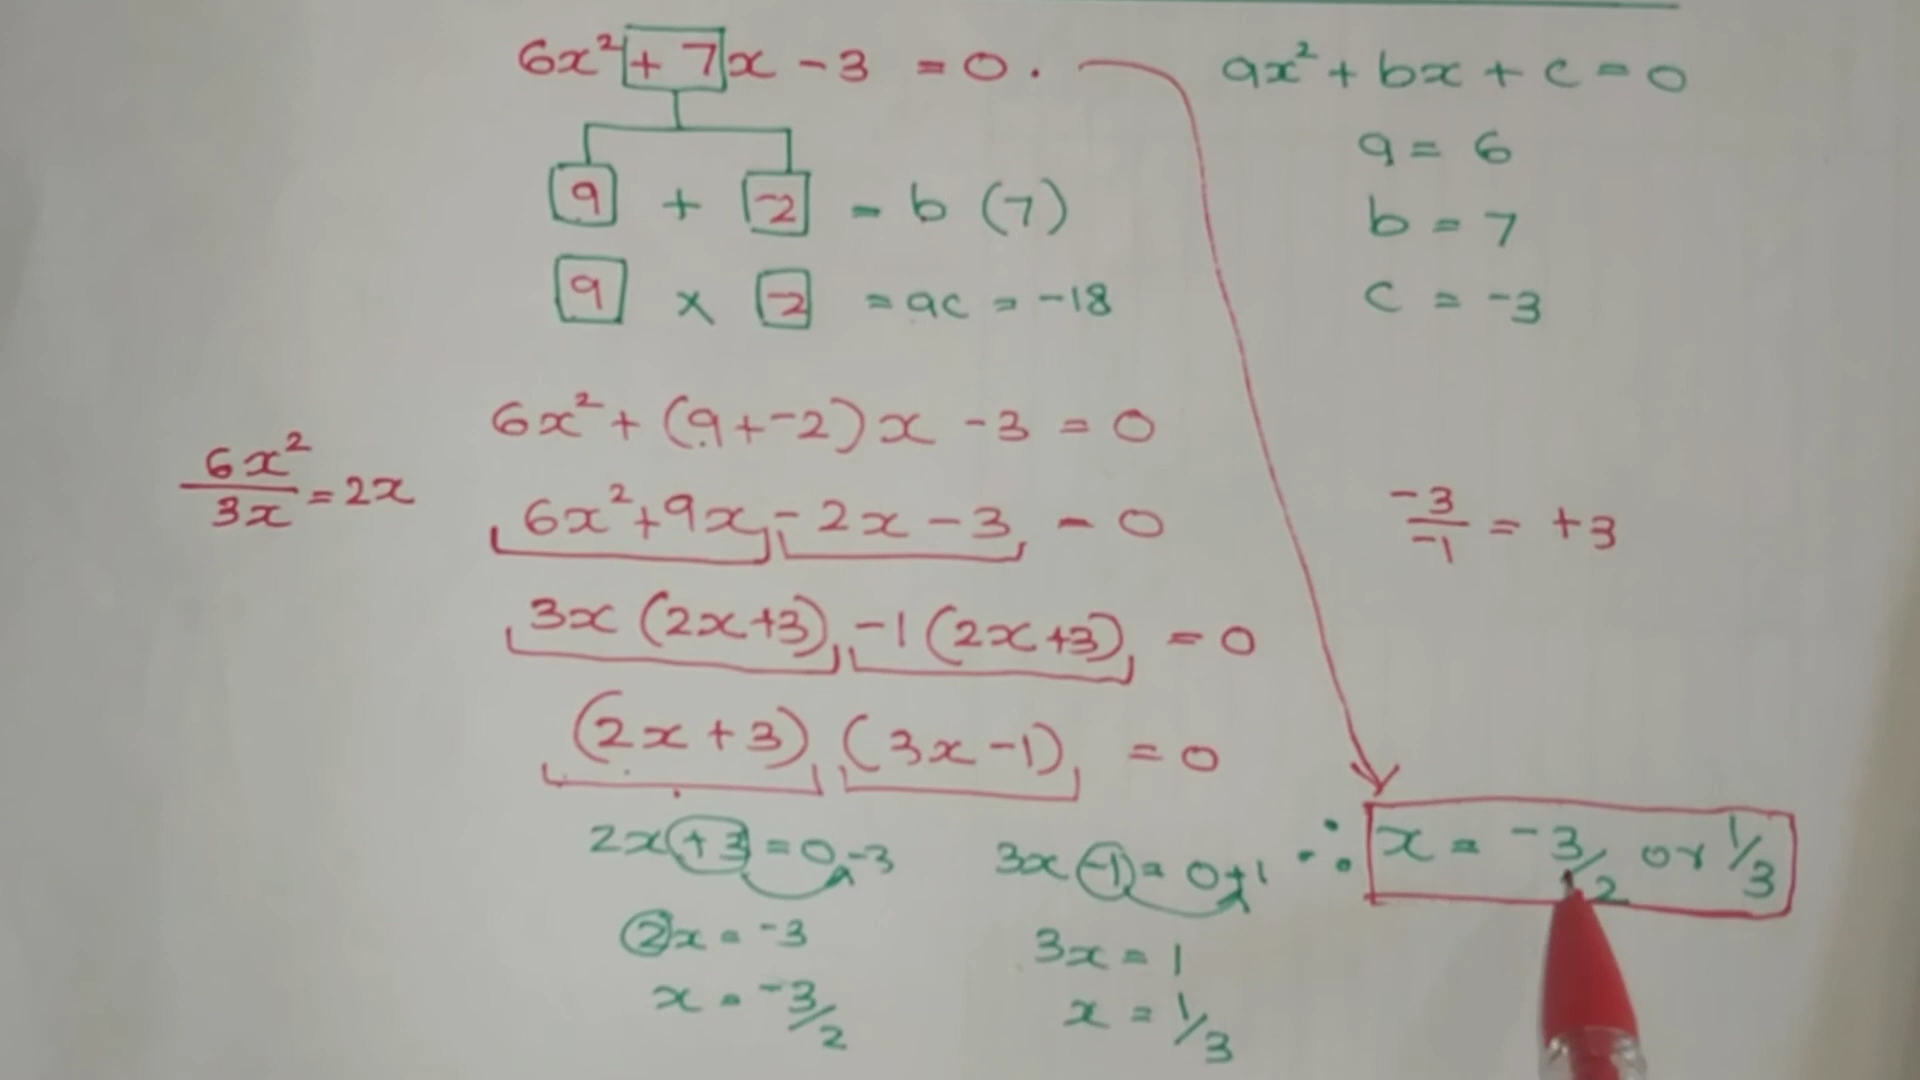 6x² + 7x - 3 = 0.
9 + -2 = b (7)
9 x -2 = ac = -18
ax² + bx + c = 0
a = 6
b = 7
c = -3
6x² + (9+-2)x - 3 = 0
6x²/3x = 2x
6x²+9x - 2x - 3 = 0
-3/-1 = +3
3x (2x+3) -1 (2x+3) = 0
(2x+3) (3x-1) = 0
2x+3 = 0-3
2x = -3
x = -3/2
3x-1 = 0+1
3x = 1
x = 1/3
∴ x = -3/2 or 1/3